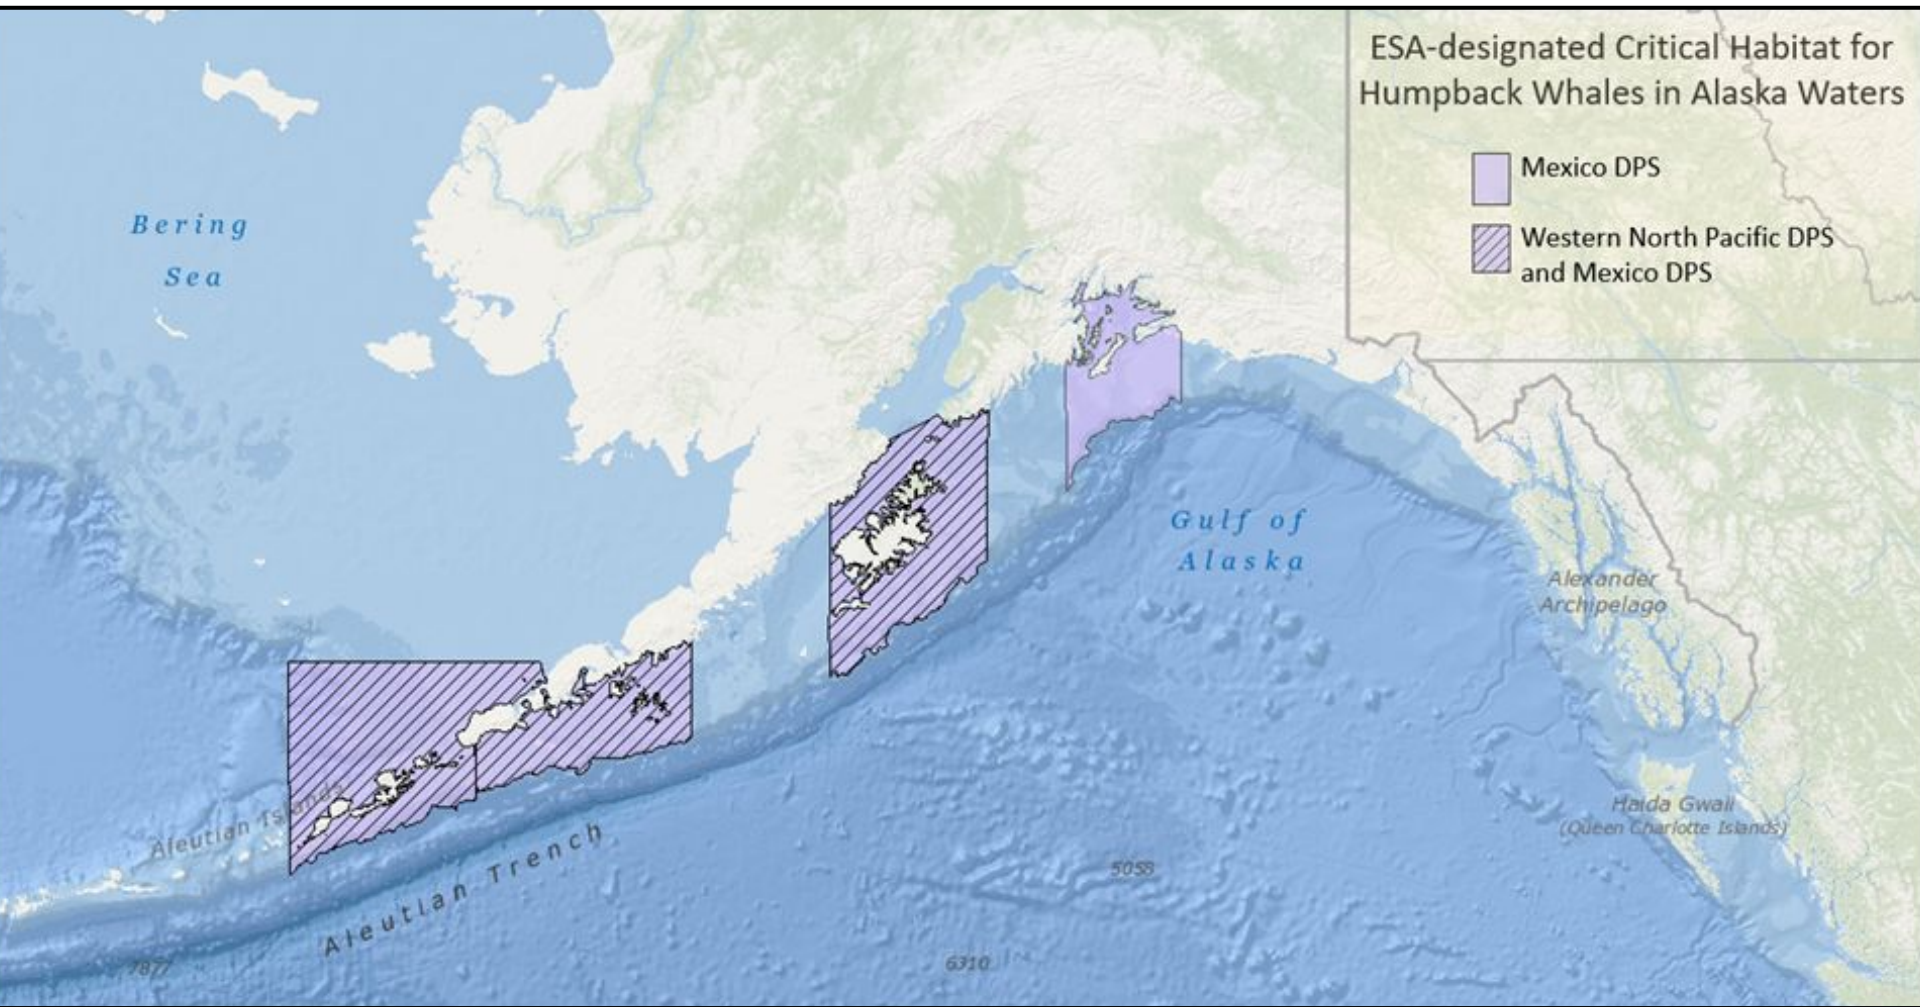 ESA-designated Critical Habitat for
Humpback Whales in Alaska Waters
Mexico DPS
Western North Pacific DPS
and Mexico DPS
Bering
Sea
Gulf of
Alaska
Alexander
Archipelago
Haida Gwaii
(Queen Charlotte Islands)
Aleutian Islands
Aleutian Trench
5058
7877
6310